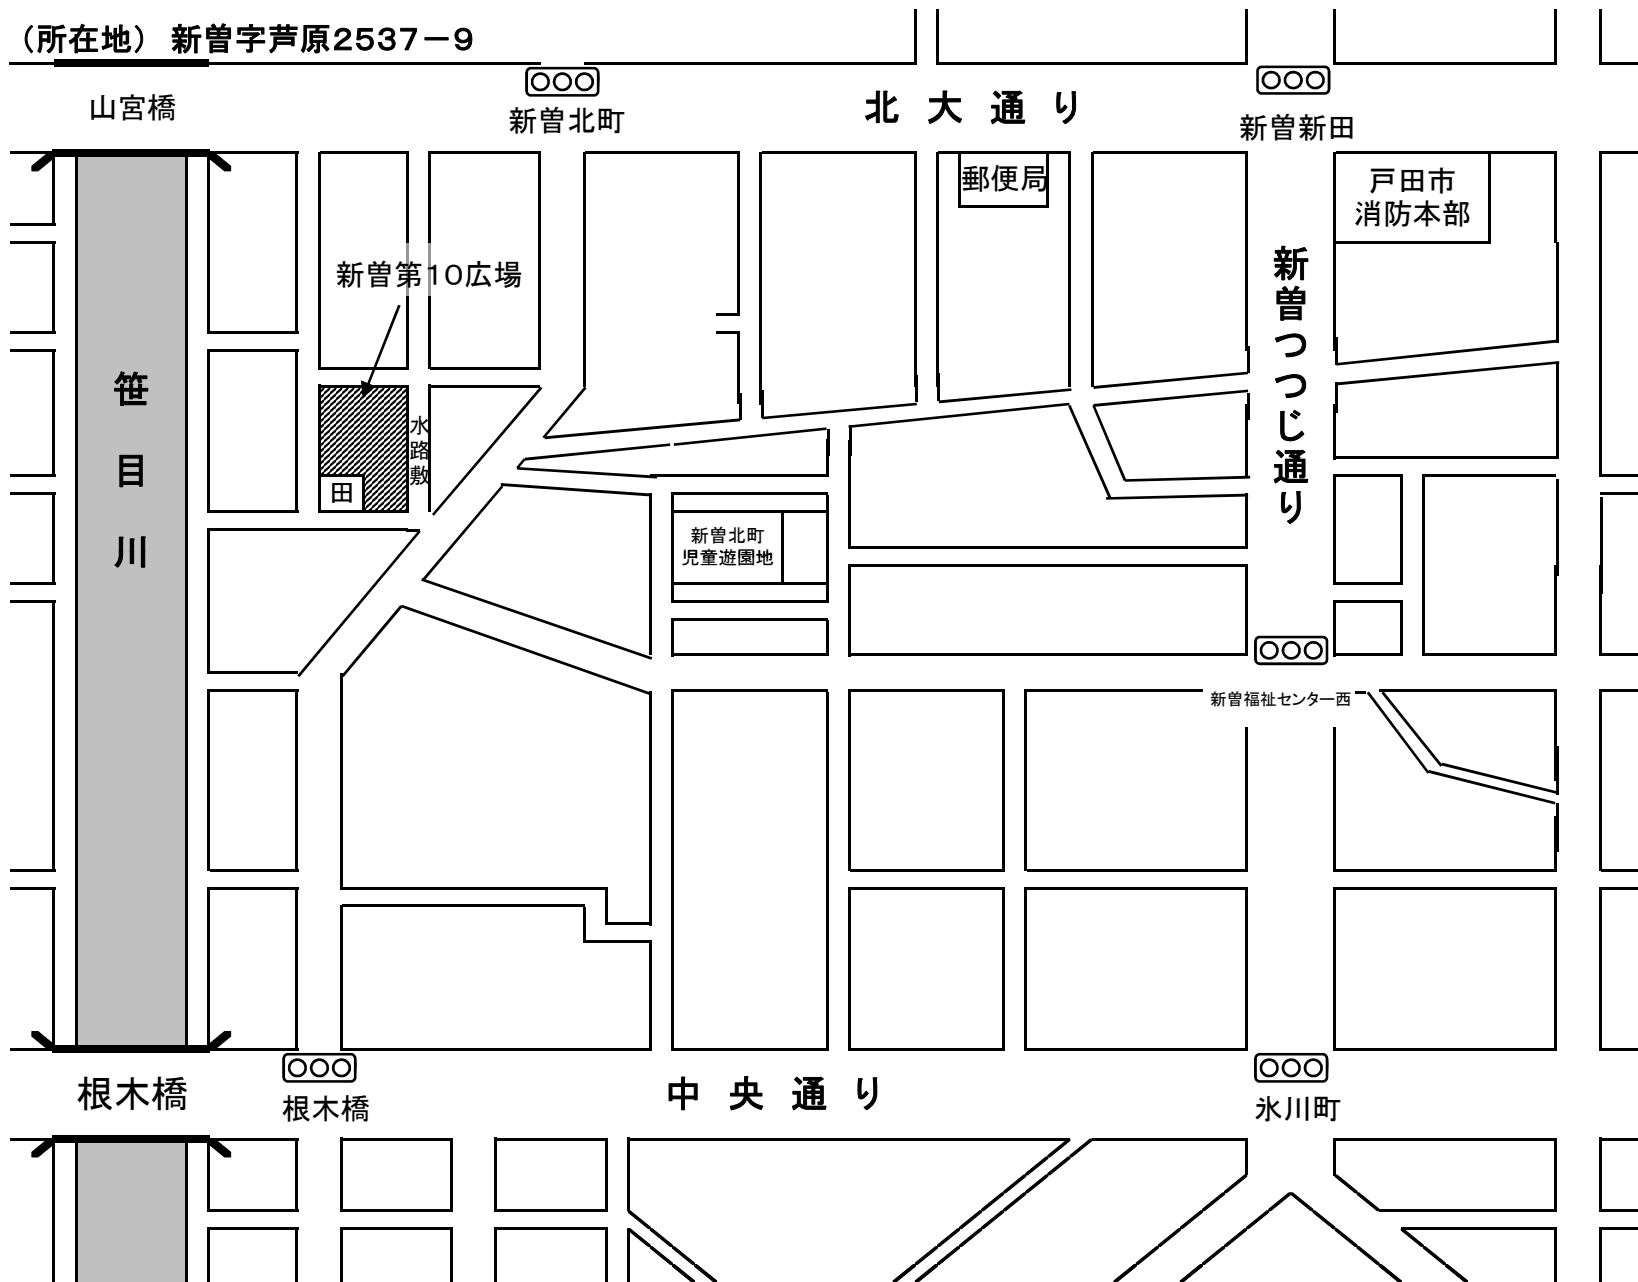 （所在地） 新曽字芦原2537－9
山宮橋
新曽北町
北大通り
新曽新田
郵便局
戸田市
消防本部
新曽第10広場
新曽つつじ通り
笹目川
水路敷
田
新曽北町
児童遊園地
新曽福祉センター西
根木橋
根木橋
中央通り
氷川町